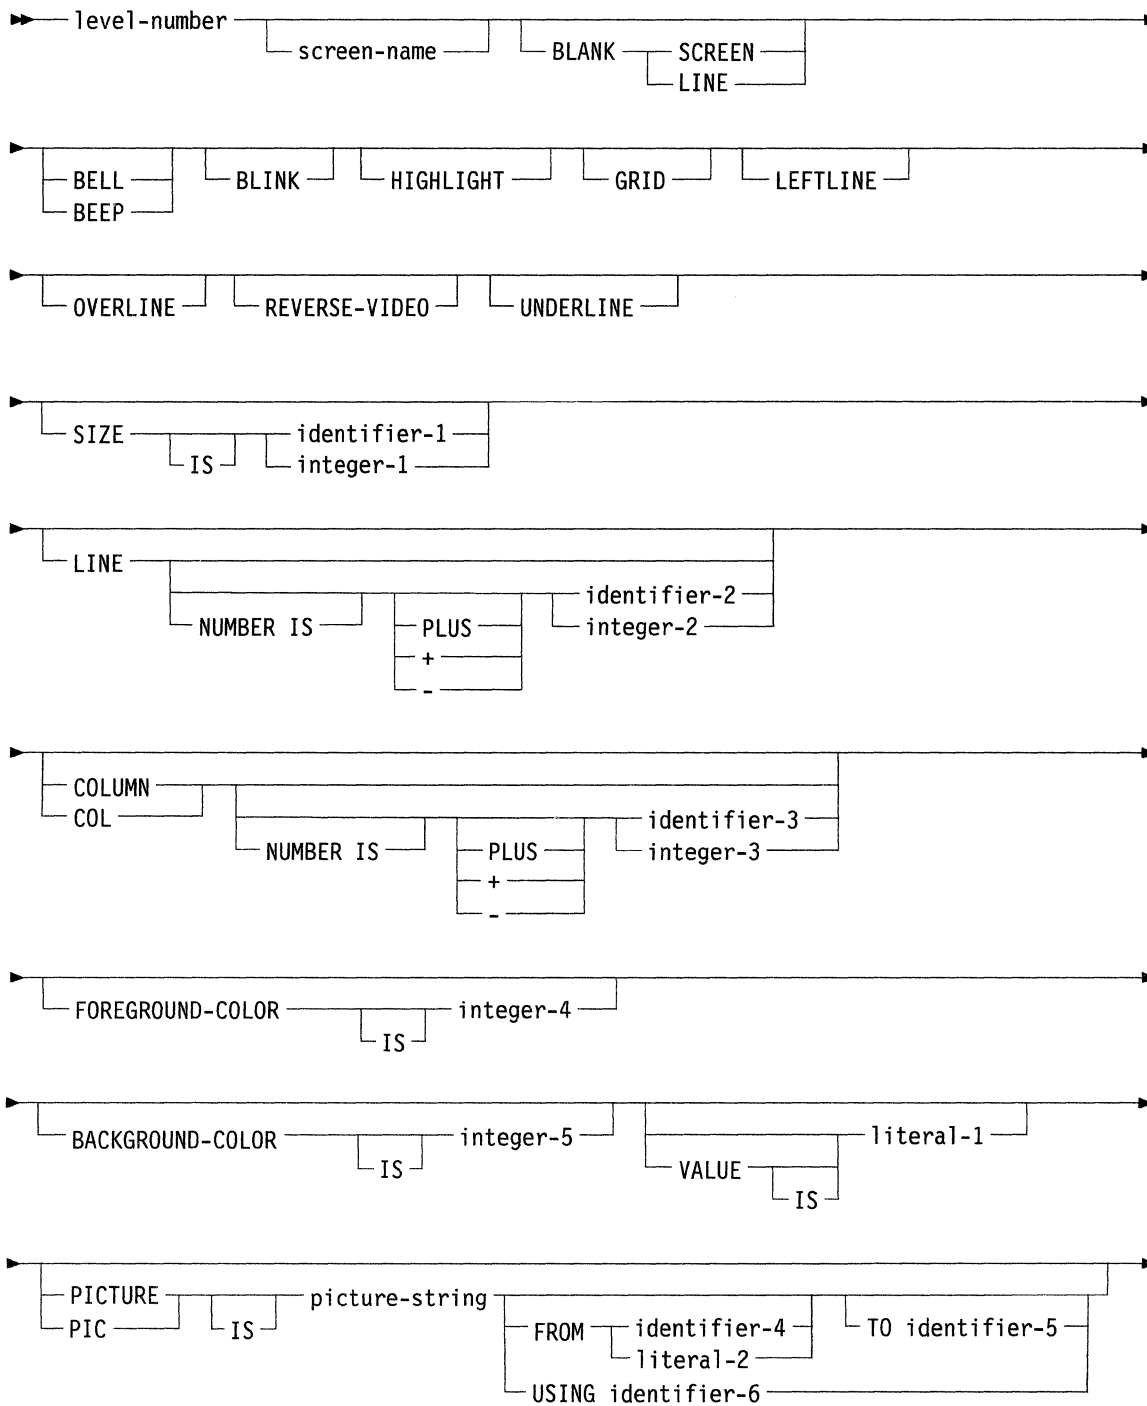 level-number
screen-name BLANK SCREEN
LINE
BELL BLINK HIGHLIGHT GRID LEFTLINE
BEEP
OVERLINE REVERSE-VIDEO UNDERLINE
SIZE identifier-1
IS integer-1
LINE
identifier-2
NUMBER IS PLUS integer-2
+
-
COLUMN
COL identifier-3
NUMBER IS PLUS integer-3
+
-
FOREGROUND-COLOR integer-4
IS
BACKGROUND-COLOR integer-5 literal-1
IS VALUE
IS
PICTURE picture-string
PIC IS FROM identifier-4 TO identifier-5
literal-2
USING identifier-6